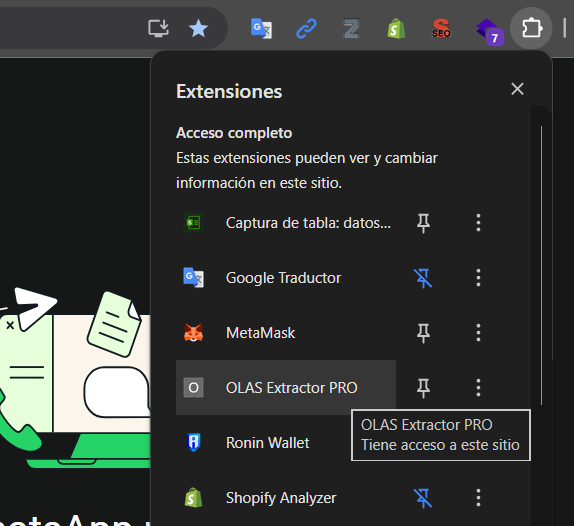 SEO
7
Extensiones
Acceso completo
Estas extensiones pueden ver y cambiar
información en este sitio.
Captura de tabla: datos...
Google Traductor
MetaMask
O
OLAS Extractor PRO
OLAS Extractor PRO
Tiene acceso a este sitio
Ronin Wallet
Shopify Analyzer